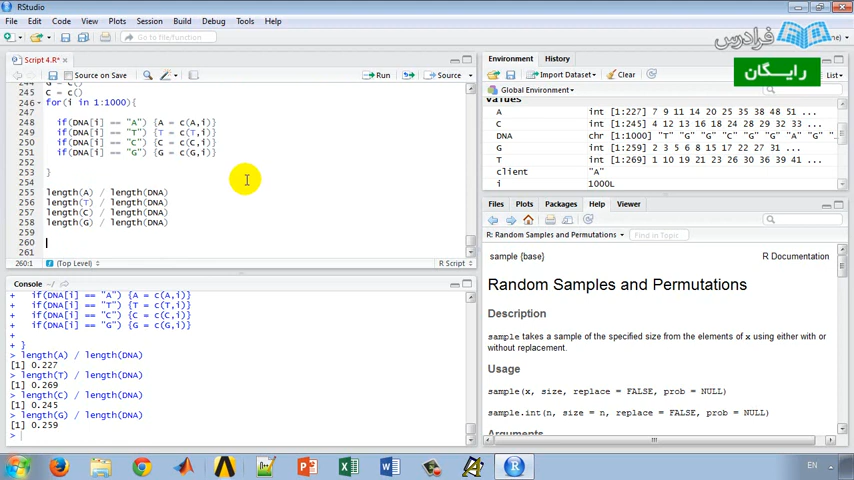 RStudio
File Edit Code View Plots Session Build Debug Tools Help
Go to file/function
فرادرس
رایـــگان
Script 4.R*
Source on Save
Run
Source
245 C = c()
246 for(i in 1:1000){
248 if(DNA[i] == "A") {A = c(A,i)}
249 if(DNA[i] == "T") {T = c(T,i)}
250 if(DNA[i] == "C") {C = c(C,i)}
251 if(DNA[i] == "G") {G = c(G,i)}
252
253 }
254
255 length(A) / length(DNA)
256 length(T) / length(DNA)
257 length(C) / length(DNA)
258 length(G) / length(DNA)
259
260
261
260:1 (Top Level) R Script
Console ~/
+ if(DNA[i] == "A") {A = c(A,i)}
+ if(DNA[i] == "T") {T = c(T,i)}
+ if(DNA[i] == "C") {C = c(C,i)}
+ if(DNA[i] == "G") {G = c(G,i)}
+
+ }
> length(A) / length(DNA)
[1] 0.227
> length(T) / length(DNA)
[1] 0.269
> length(C) / length(DNA)
[1] 0.245
> length(G) / length(DNA)
[1] 0.259
>
Environment History
Import Dataset Clear List
Global Environment
values
A int [1:227] 7 9 11 14 20 25 35 38 48 51 ...
C int [1:245] 4 12 13 16 18 24 28 29 32 33 ...
DNA chr [1:1000] "T" "G" "G" "C" "G" "G" "A" "G" "
G int [1:259] 2 3 5 6 8 15 17 22 27 31 ...
T int [1:269] 1 10 19 21 23 26 30 36 39 41 ...
client "A"
i 1000L
Files Plots Packages Help Viewer
R: Random Samples and Permutations Find in Topic
sample {base} R Documentation
Random Samples and Permutations
Description
sample takes a sample of the specified size from the elements of x using either with or
without replacement.
Usage
sample(x, size, replace = FALSE, prob = NULL)
sample.int(n, size = n, replace = FALSE, prob = NULL)
Arguments
EN